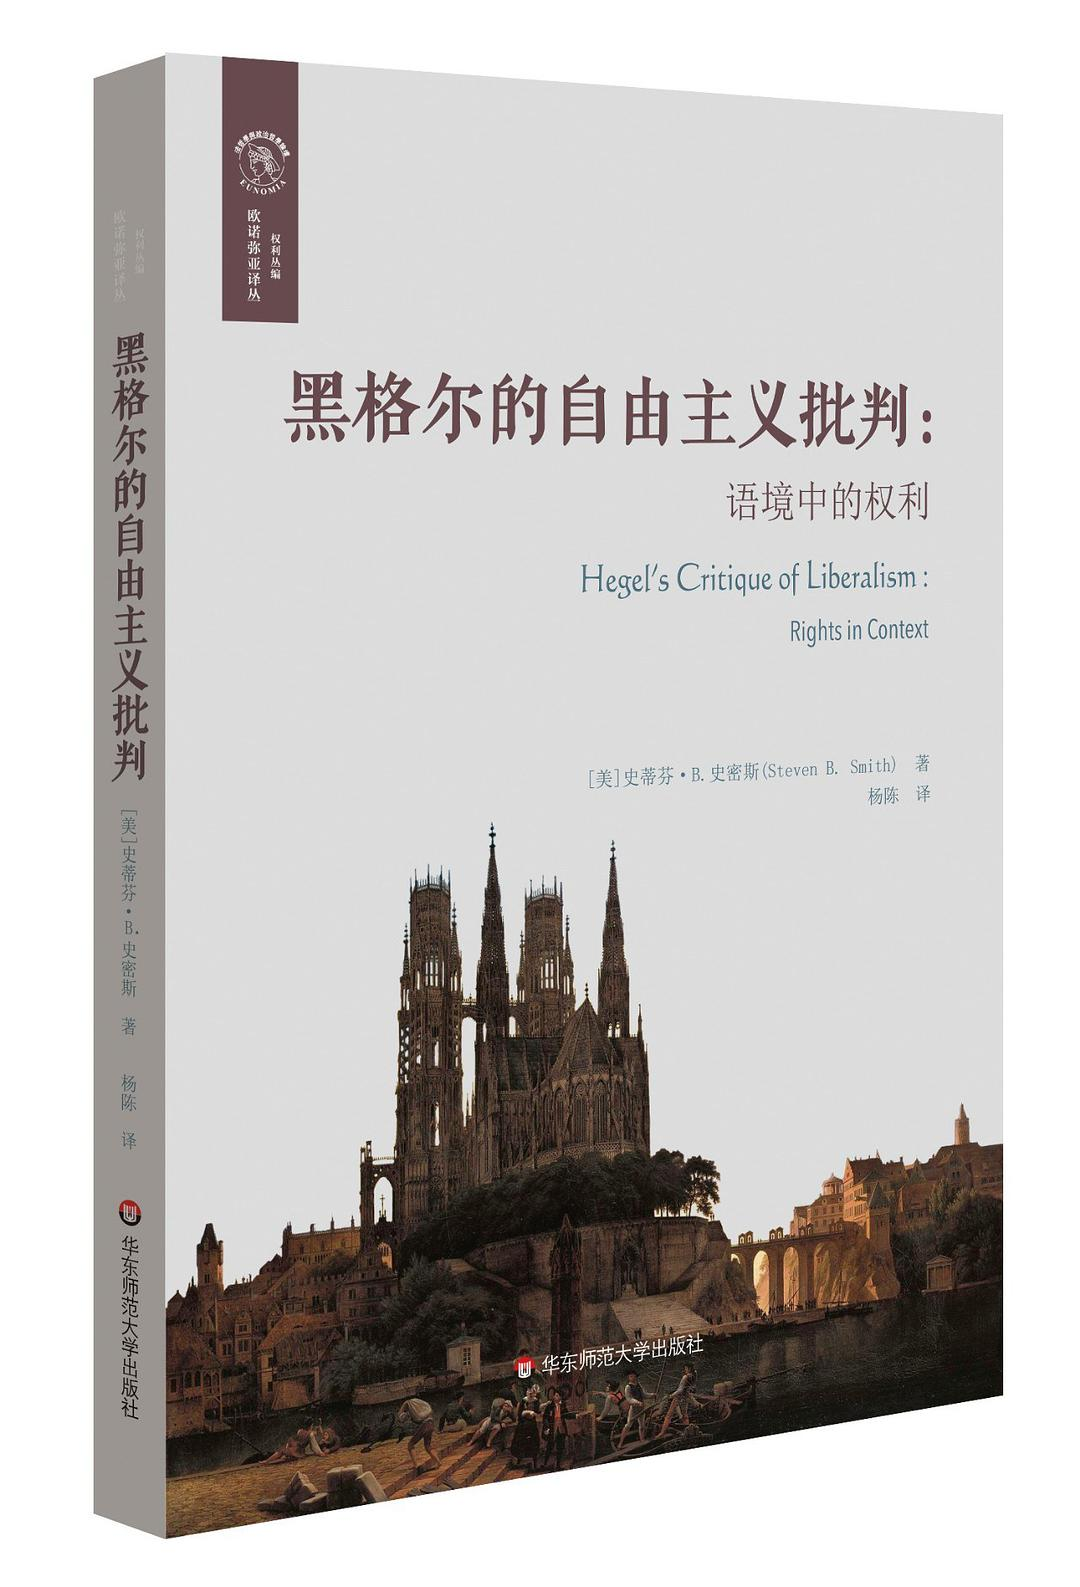 EUNOMIA
欧诺弥亚译丛
权利丛编
黑格尔的自由主义批判：
语境中的权利
Hegel's Critique of Liberalism :
Rights in Context
[美]史蒂芬·B.史密斯(Steven B. Smith) 著
杨陈 译
华东师范大学出版社
欧诺弥亚译丛
权利丛编
黑格尔的自由主义批判
[美]史蒂芬·B.史密斯 著 杨陈 译
华东师范大学出版社